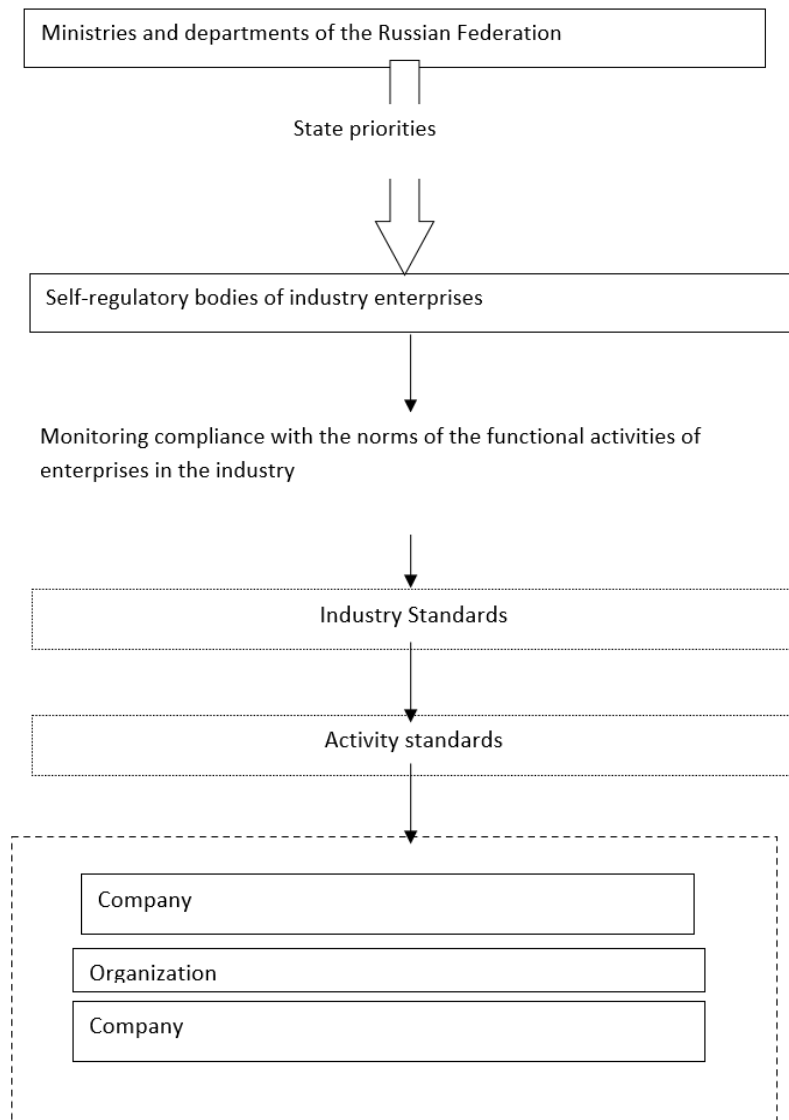 Ministries and departments of the Russian Federation
State priorities
Self-regulatory bodies of industry enterprises
Monitoring compliance with the norms of the functional activities of
enterprises in the industry
Industry Standards
Activity standards
Company
Organization
Company